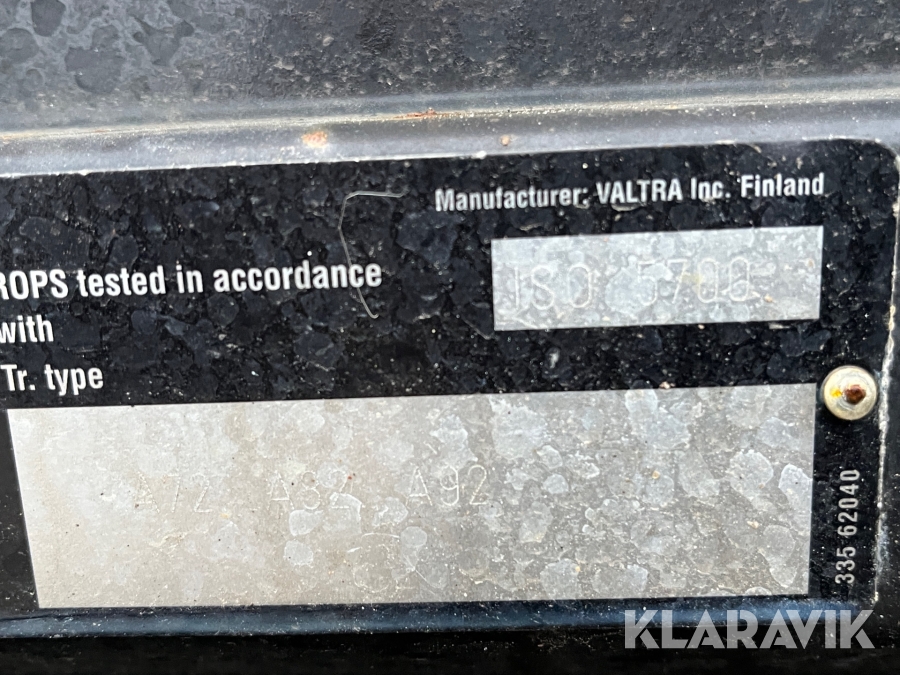 Manufacturer: VALTRA Inc. Finland
ROPS tested in accordance
with
ISO 5700
Tr. type
A72 A82 A92
335 62040
KLARAVIK